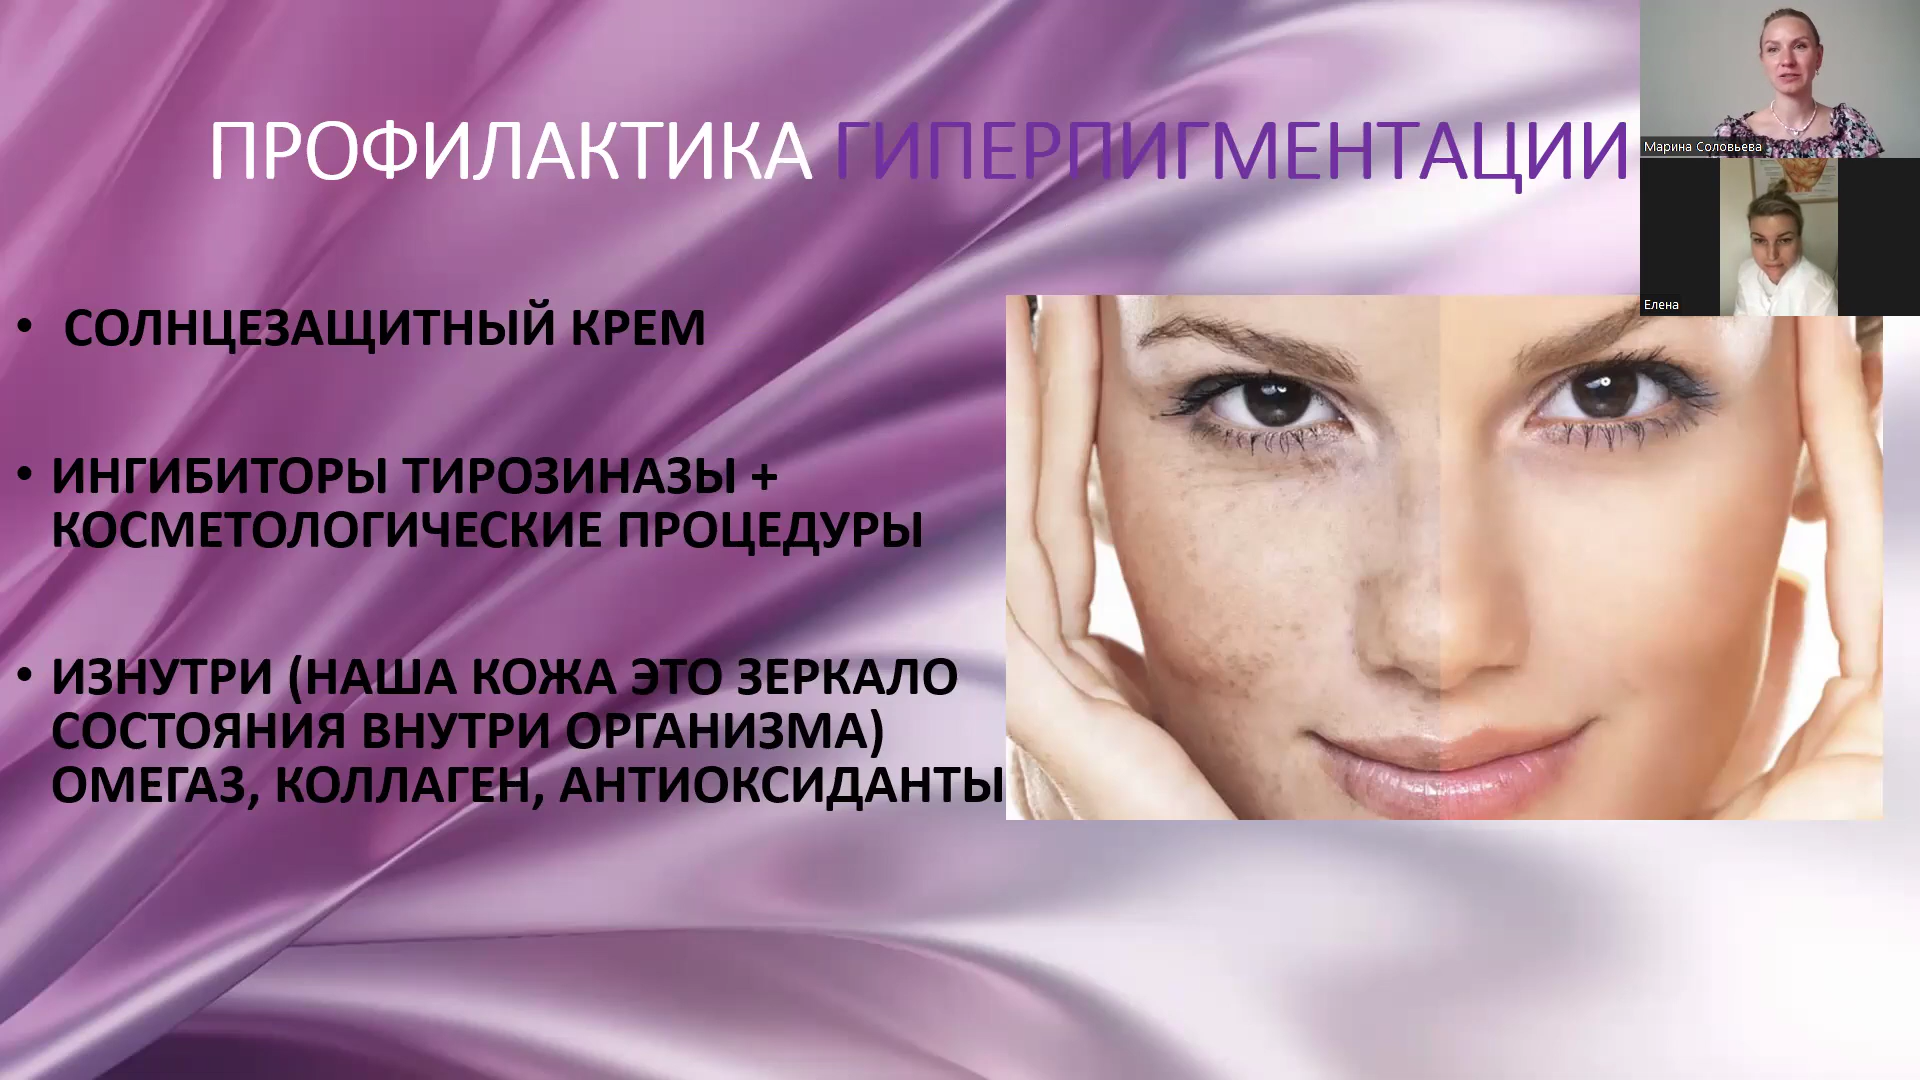 ПРОФИЛАКТИКА ГИПЕРПИГМЕНТАЦИИ
Марина Соловьева
Елена
• СОЛНЦЕЗАЩИТНЫЙ КРЕМ
• ИНГИБИТОРЫ ТИРОЗИНАЗЫ +
КОСМЕТОЛОГИЧЕСКИЕ ПРОЦЕДУРЫ
• ИЗНУТРИ (НАША КОЖА ЭТО ЗЕРКАЛО
СОСТОЯНИЯ ВНУТРИ ОРГАНИЗМА)
ОМЕГА3, КОЛЛАГЕН, АНТИОКСИДАНТЫ